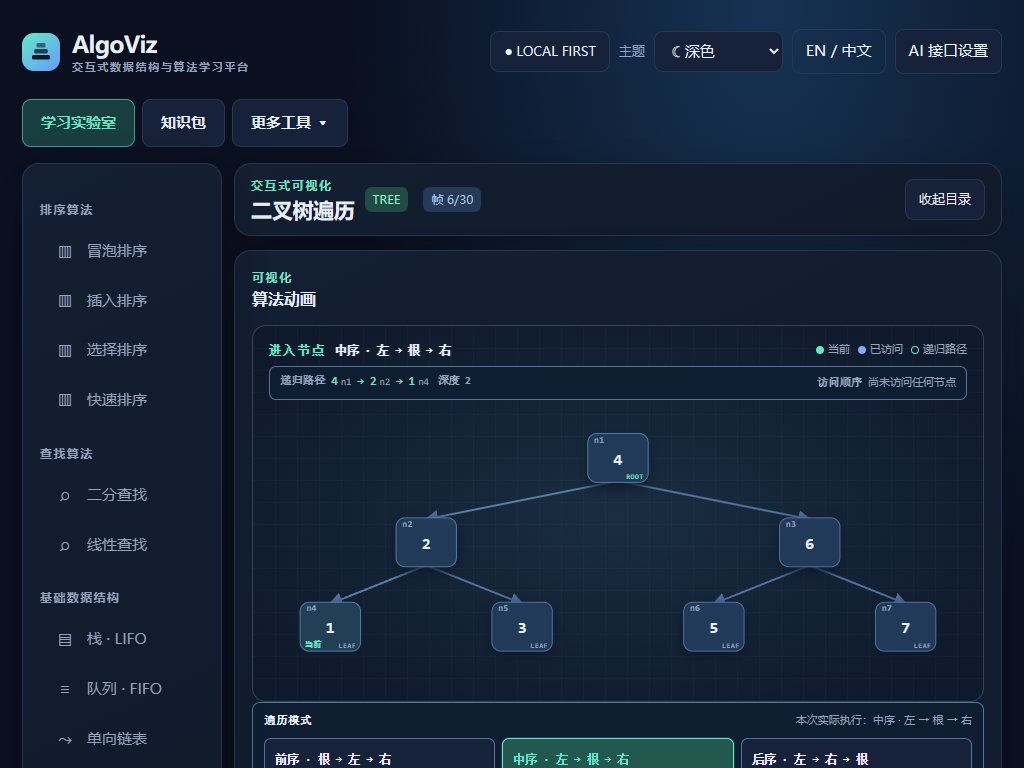 AlgoViz
交互式数据结构与算法学习平台
● LOCAL FIRST 主题 ☾ 深色 EN / 中文 AI 接口设置
学习实验室 知识包 更多工具 ▾
排序算法
▥ 冒泡排序
▥ 插入排序
▥ 选择排序
▥ 快速排序
查找算法
⌕ 二分查找
⌕ 线性查找
基础数据结构
▤ 栈 · LIFO
≡ 队列 · FIFO
⤳ 单向链表
交互式可视化
二叉树遍历 TREE 帧 6/30 收起目录
可视化
算法动画
进入节点 中序 · 左 → 根 → 右 当前 已访问 递归路径
递归路径 4 n1 → 2 n2 → 1 n4 深度 2 访问顺序 尚未访问任何节点
n1
4
ROOT
n2
2
n3
6
n4
1
当前 LEAF
n5
3
LEAF
n6
5
LEAF
n7
7
LEAF
遍历模式 本次实际执行：中序 · 左 → 根 → 右
前序 · 根 → 左 → 右 中序 · 左 → 根 → 右 后序 · 左 → 右 → 根